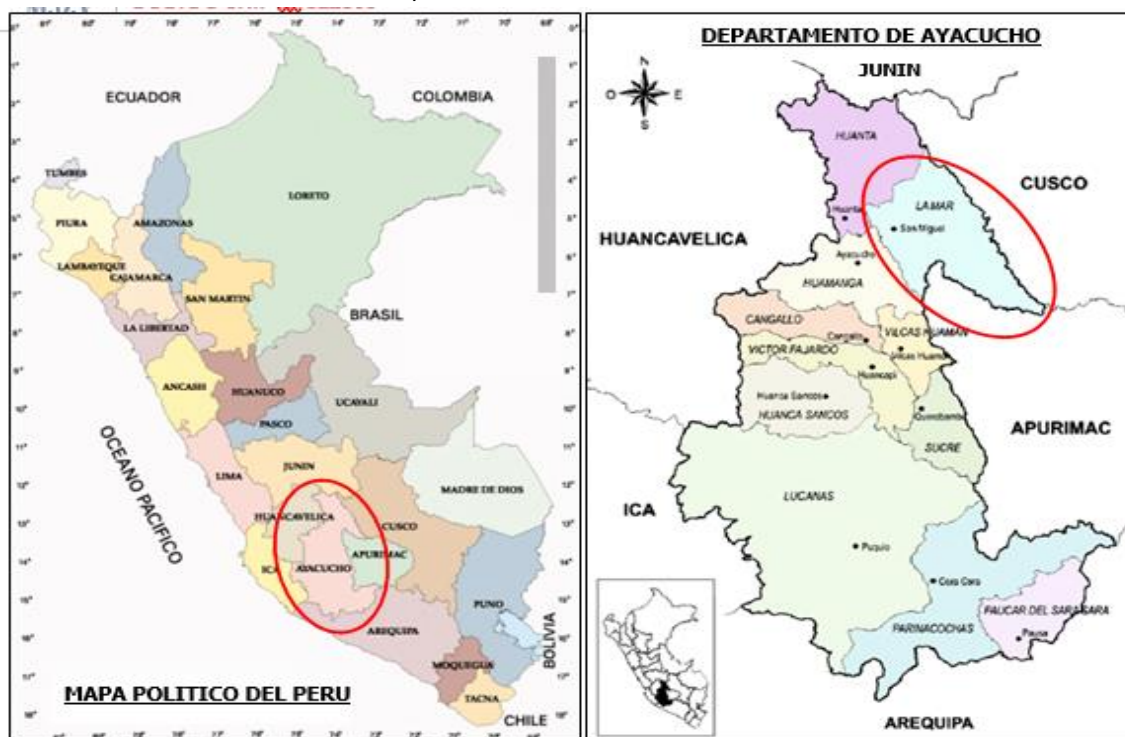 ECUADOR
COLOMBIA
TUMBES
PIURA
AMAZONAS
LORETO
LAMBAYEQUE
CAJAMARCA
SAN MARTIN
LA LIBERTAD
BRASIL
ANCASH
HUANUCO
UCAYALI
PASCO
OCEANO PACIFICO
LIMA
JUNIN
MADRE DE DIOS
HUANCAVELICA
CUSCO
ICA
AYACUCHO
APURIMAC
PUNO
AREQUIPA
BOLIVIA
MOQUEGUA
TACNA
CHILE
MAPA POLITICO DEL PERU
DEPARTAMENTO DE AYACUCHO
N
O
E
S
JUNIN
HUANTA
CUSCO
LA MAR
Huanta
San Miguel
HUANCAVELICA
Ayacucho
HUAMANGA
CANGALLO
Cangallo
VILCAS HUAMAN
Vilcas Huaman
VICTOR FAJARDO
Huancapi
Huanca Sancos
HUANCA SANCOS
Querobamba
SUCRE
APURIMAC
LUCANAS
ICA
Puquio
Cora Cora
PAUCAR DEL SARA SARA
Pausa
PARINACOCHAS
AREQUIPA